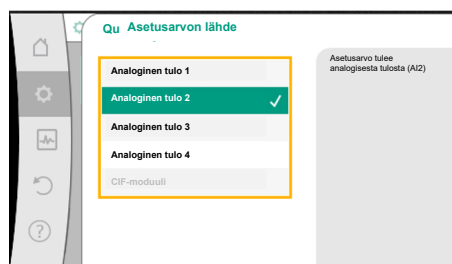 Qu Asetusarvon lähde
Analoginen tulo 1
Analoginen tulo 2
Analoginen tulo 3
Analoginen tulo 4
CIF-moduuli
Asetusarvo tulee
analogisesta tulosta (AI2)
?